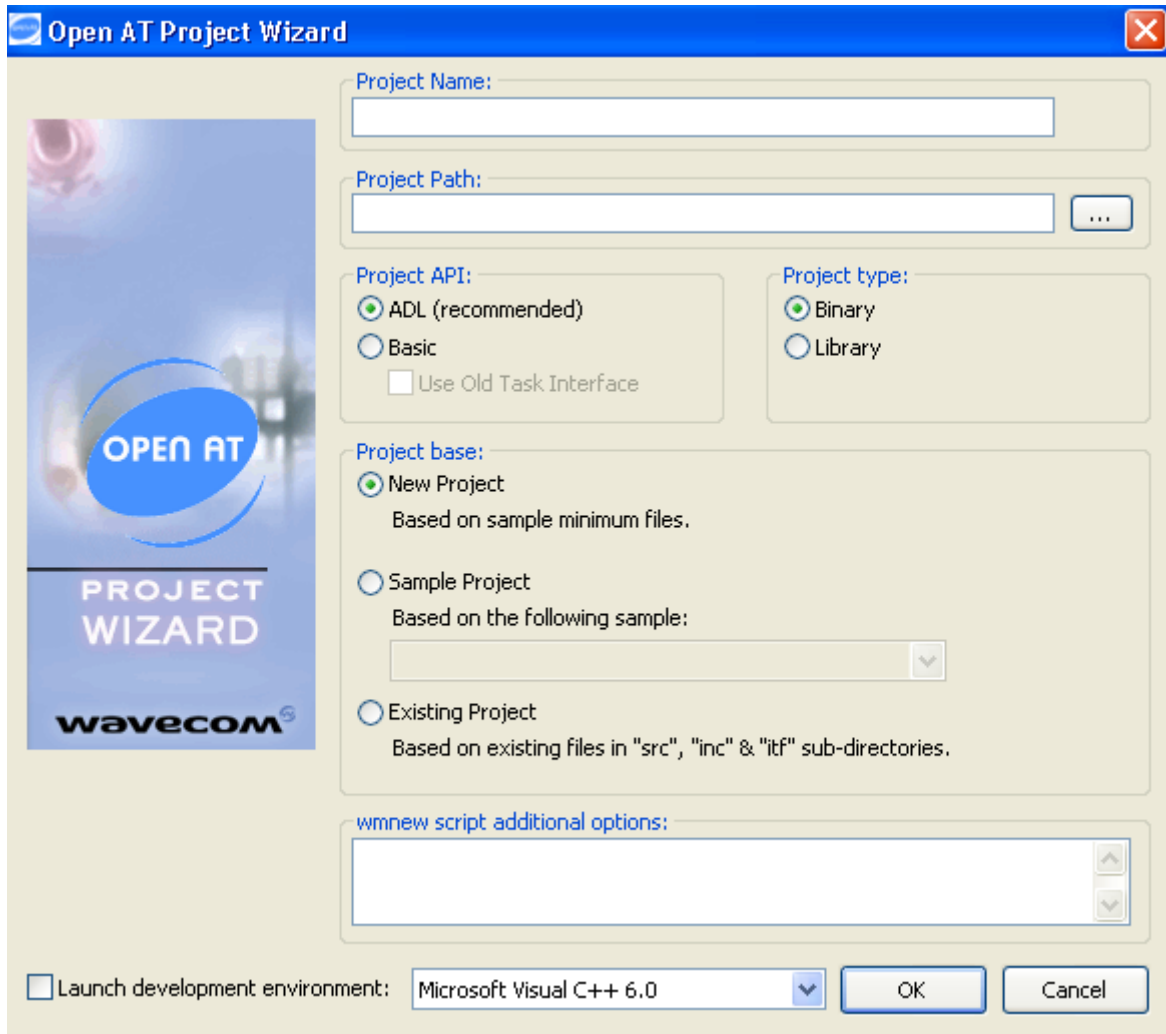 Open AT Project Wizard
Project Name:
Project Path:
...
Project API:
ADL (recommended)
Basic
Use Old Task Interface
Project type:
Binary
Library
OPEN AT
PROJECT
WIZARD
wavecom
Project base:
New Project
Based on sample minimum files.
Sample Project
Based on the following sample:
Existing Project
Based on existing files in "src", "inc" & "itf" sub-directories.
wmnew script additional options:
Launch development environment:
Microsoft Visual C++ 6.0
OK
Cancel